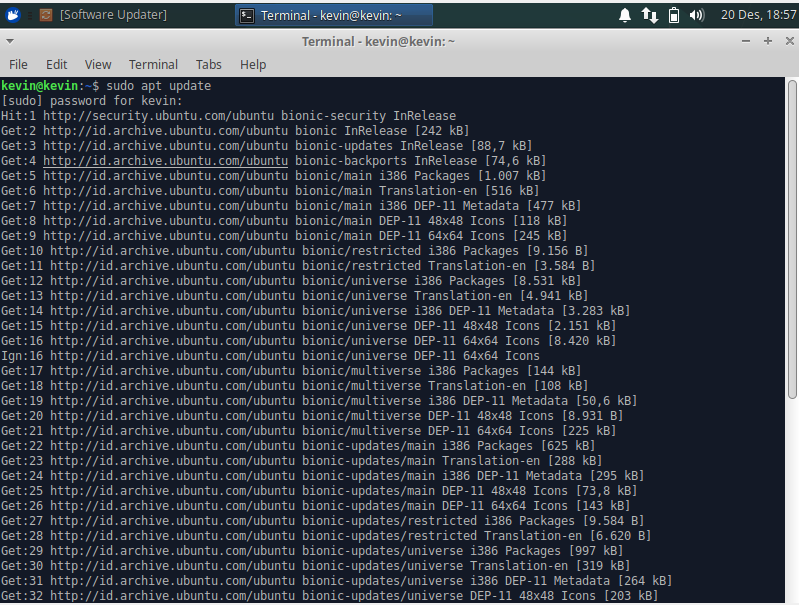 [Software Updater] Terminal - kevin@kevin: ~ 20 Des, 18:57
Terminal - kevin@kevin: ~
File Edit View Terminal Tabs Help
kevin@kevin:~$ sudo apt update
[sudo] password for kevin:
Hit:1 http://security.ubuntu.com/ubuntu bionic-security InRelease
Get:2 http://id.archive.ubuntu.com/ubuntu bionic InRelease [242 kB]
Get:3 http://id.archive.ubuntu.com/ubuntu bionic-updates InRelease [88,7 kB]
Get:4 http://id.archive.ubuntu.com/ubuntu bionic-backports InRelease [74,6 kB]
Get:5 http://id.archive.ubuntu.com/ubuntu bionic/main i386 Packages [1.007 kB]
Get:6 http://id.archive.ubuntu.com/ubuntu bionic/main Translation-en [516 kB]
Get:7 http://id.archive.ubuntu.com/ubuntu bionic/main i386 DEP-11 Metadata [477 kB]
Get:8 http://id.archive.ubuntu.com/ubuntu bionic/main DEP-11 48x48 Icons [118 kB]
Get:9 http://id.archive.ubuntu.com/ubuntu bionic/main DEP-11 64x64 Icons [245 kB]
Get:10 http://id.archive.ubuntu.com/ubuntu bionic/restricted i386 Packages [9.156 B]
Get:11 http://id.archive.ubuntu.com/ubuntu bionic/restricted Translation-en [3.584 B]
Get:12 http://id.archive.ubuntu.com/ubuntu bionic/universe i386 Packages [8.531 kB]
Get:13 http://id.archive.ubuntu.com/ubuntu bionic/universe Translation-en [4.941 kB]
Get:14 http://id.archive.ubuntu.com/ubuntu bionic/universe i386 DEP-11 Metadata [3.283 kB]
Get:15 http://id.archive.ubuntu.com/ubuntu bionic/universe DEP-11 48x48 Icons [2.151 kB]
Get:16 http://id.archive.ubuntu.com/ubuntu bionic/universe DEP-11 64x64 Icons [8.420 kB]
Ign:16 http://id.archive.ubuntu.com/ubuntu bionic/universe DEP-11 64x64 Icons
Get:17 http://id.archive.ubuntu.com/ubuntu bionic/multiverse i386 Packages [144 kB]
Get:18 http://id.archive.ubuntu.com/ubuntu bionic/multiverse Translation-en [108 kB]
Get:19 http://id.archive.ubuntu.com/ubuntu bionic/multiverse i386 DEP-11 Metadata [50,6 kB]
Get:20 http://id.archive.ubuntu.com/ubuntu bionic/multiverse DEP-11 48x48 Icons [8.931 B]
Get:21 http://id.archive.ubuntu.com/ubuntu bionic/multiverse DEP-11 64x64 Icons [225 kB]
Get:22 http://id.archive.ubuntu.com/ubuntu bionic-updates/main i386 Packages [625 kB]
Get:23 http://id.archive.ubuntu.com/ubuntu bionic-updates/main Translation-en [288 kB]
Get:24 http://id.archive.ubuntu.com/ubuntu bionic-updates/main i386 DEP-11 Metadata [295 kB]
Get:25 http://id.archive.ubuntu.com/ubuntu bionic-updates/main DEP-11 48x48 Icons [73,8 kB]
Get:26 http://id.archive.ubuntu.com/ubuntu bionic-updates/main DEP-11 64x64 Icons [143 kB]
Get:27 http://id.archive.ubuntu.com/ubuntu bionic-updates/restricted i386 Packages [9.584 B]
Get:28 http://id.archive.ubuntu.com/ubuntu bionic-updates/restricted Translation-en [6.620 B]
Get:29 http://id.archive.ubuntu.com/ubuntu bionic-updates/universe i386 Packages [997 kB]
Get:30 http://id.archive.ubuntu.com/ubuntu bionic-updates/universe Translation-en [319 kB]
Get:31 http://id.archive.ubuntu.com/ubuntu bionic-updates/universe i386 DEP-11 Metadata [264 kB]
Get:32 http://id.archive.ubuntu.com/ubuntu bionic-updates/universe DEP-11 48x48 Icons [203 kB]